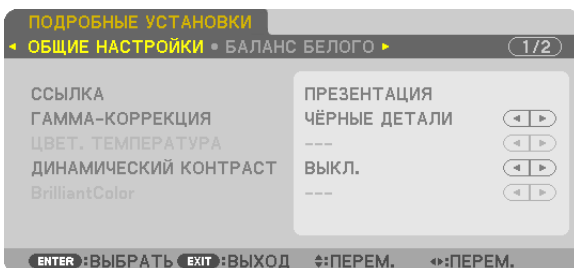 ПОДРОБНЫЕ УСТАНОВКИ
ОБЩИЕ НАСТРОЙКИ • БАЛАНС БЕЛОГО 1/2
ССЫЛКА ПРЕЗЕНТАЦИЯ
ГАММА-КОРРЕКЦИЯ ЧЁРНЫЕ ДЕТАЛИ
ЦВЕТ. ТЕМПЕРАТУРА ---
ДИНАМИЧЕСКИЙ КОНТРАСТ ВЫКЛ.
BrilliantColor ---
ENTER :ВЫБРАТЬ EXIT :ВЫХОД :ПЕРЕМ. :ПЕРЕМ.